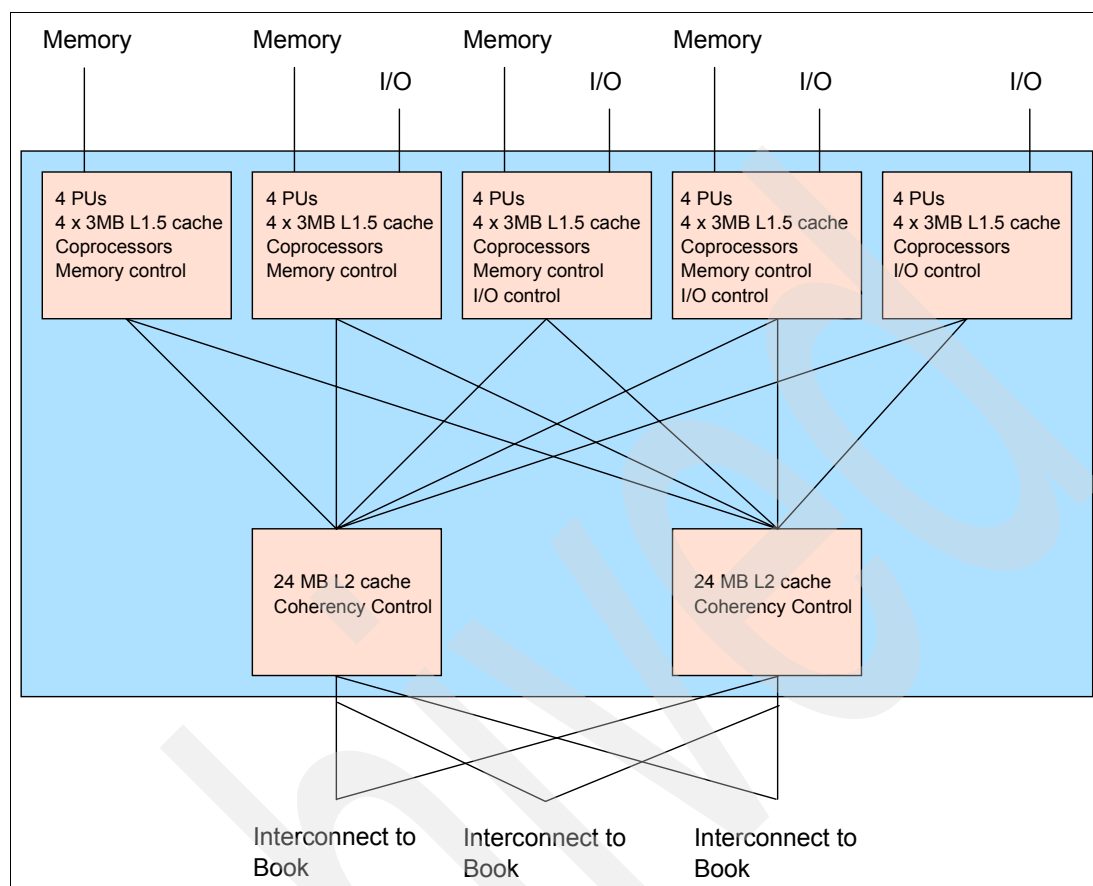 Memory
Memory
Memory
Memory
I/O
I/O
I/O
I/O
4 PUs
4 x 3MB L1.5 cache
Coprocessors
Memory control
4 PUs
4 x 3MB L1.5 cache
Coprocessors
Memory control
4 PUs
4 x 3MB L1.5 cache
Coprocessors
Memory control
I/O control
4 PUs
4 x 3MB L1.5 cache
Coprocessors
Memory control
I/O control
4 PUs
4 x 3MB L1.5 cache
Coprocessors
I/O control
24 MB L2 cache
Coherency Control
24 MB L2 cache
Coherency Control
Interconnect to
Book
Interconnect to
Book
Interconnect to
Book